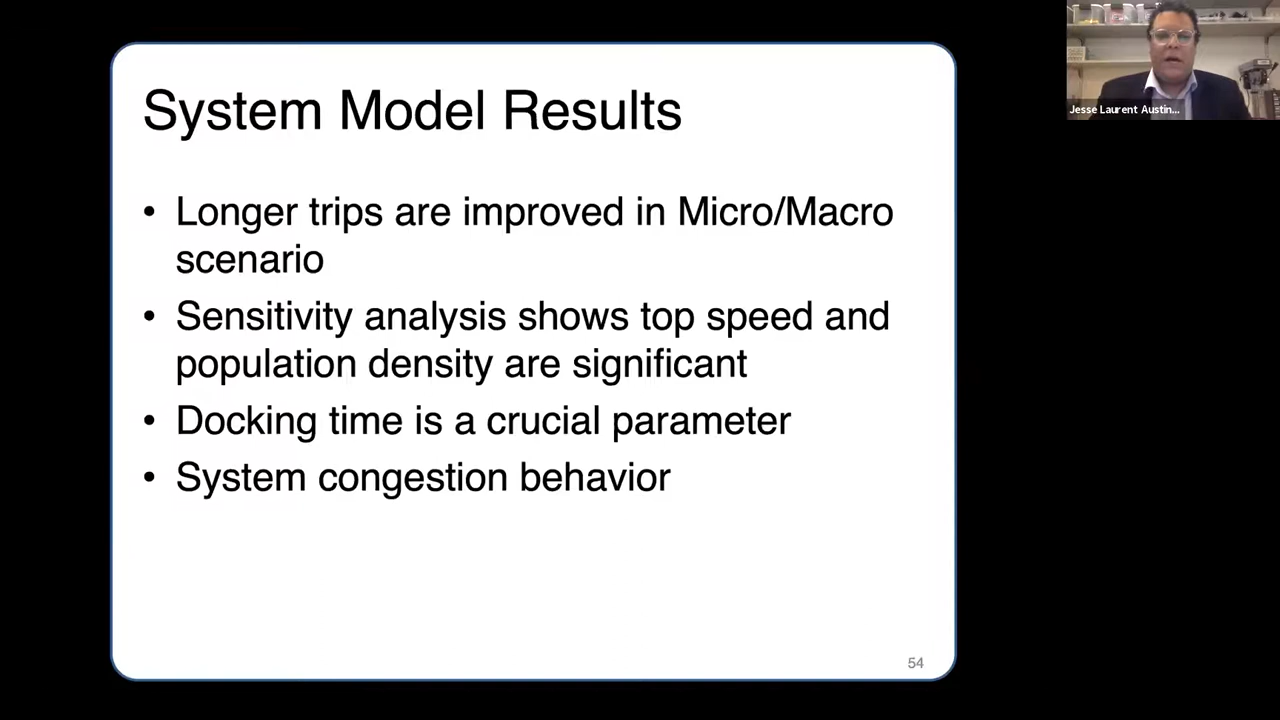 System Model Results
• Longer trips are improved in Micro/Macro
scenario
• Sensitivity analysis shows top speed and
population density are significant
• Docking time is a crucial parameter
• System congestion behavior
54
Jesse Laurent Austin...